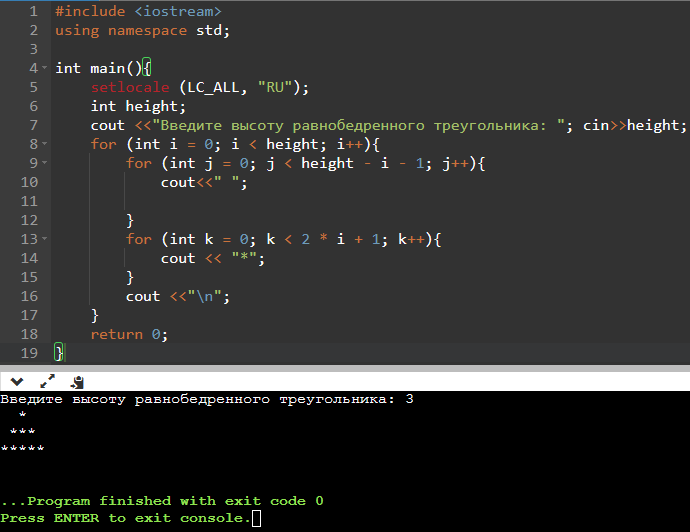 1 #include <iostream>
2 using namespace std;
3
4 int main(){
5     setlocale (LC_ALL, "RU");
6     int height;
7     cout <<"Введите высоту равнобедренного треугольника: "; cin>>height;
8     for (int i = 0; i < height; i++){
9         for (int j = 0; j < height - i - 1; j++){
10             cout<<" ";
11
12         }
13         for (int k = 0; k < 2 * i + 1; k++){
14             cout << "*";
15         }
16         cout <<"\n";
17     }
18     return 0;
19 }
Введите высоту равнобедренного треугольника: 3
  *
 ***
*****
...Program finished with exit code 0
Press ENTER to exit console.